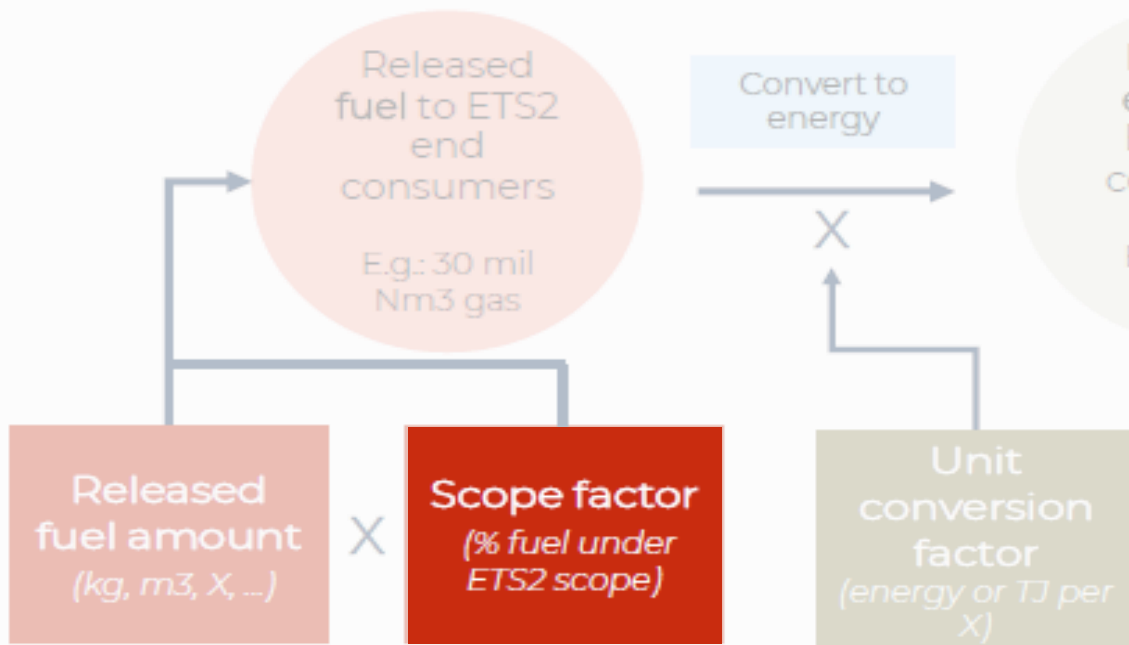 Released
fuel to ETS2
end
consumers
E.g.: 30 mil
Nm3 gas
Convert to
energy
X
Released
fuel amount
(kg, m3, X, ...)
X
Scope factor
(% fuel under
ETS2 scope)
Unit
conversion
factor
(energy or TJ per
X)